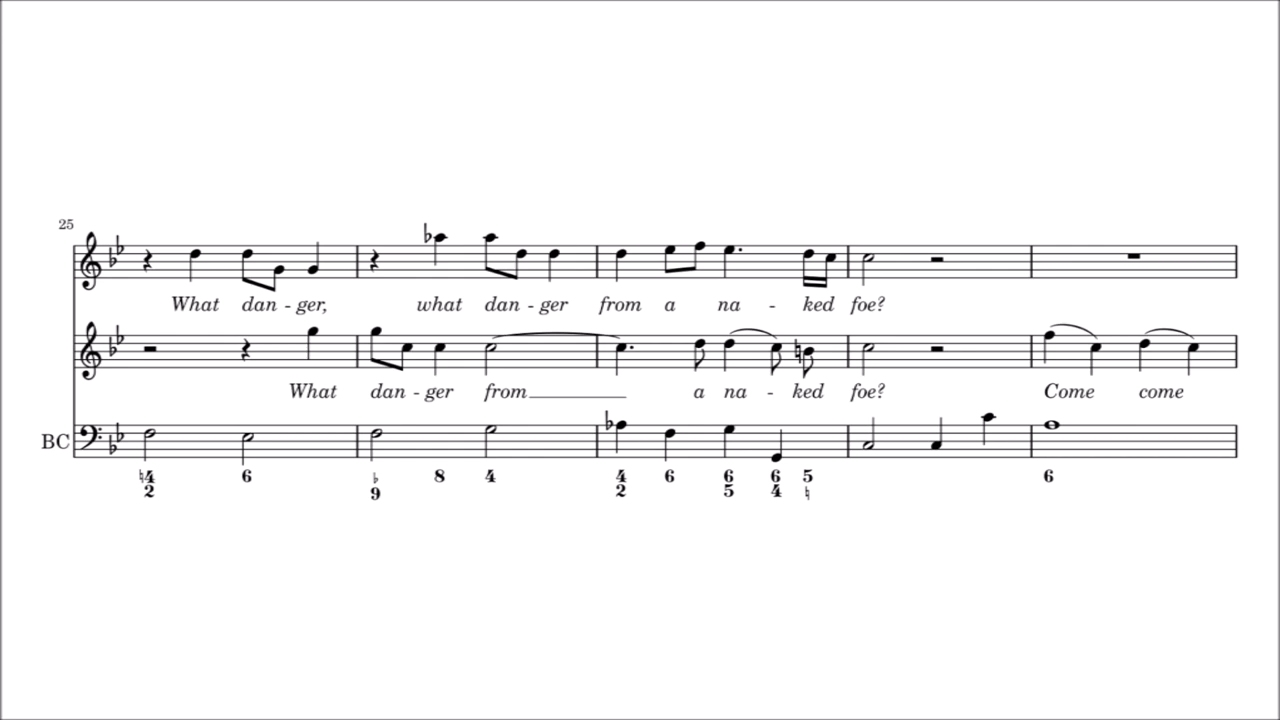 25
What dan - ger, what dan - ger from a na - ked foe?
What dan - ger from a na - ked foe? Come come
BC
♮4 6 ♭ 8 4 4 6 6 6 5 6
2 9 2 5 4 ♮